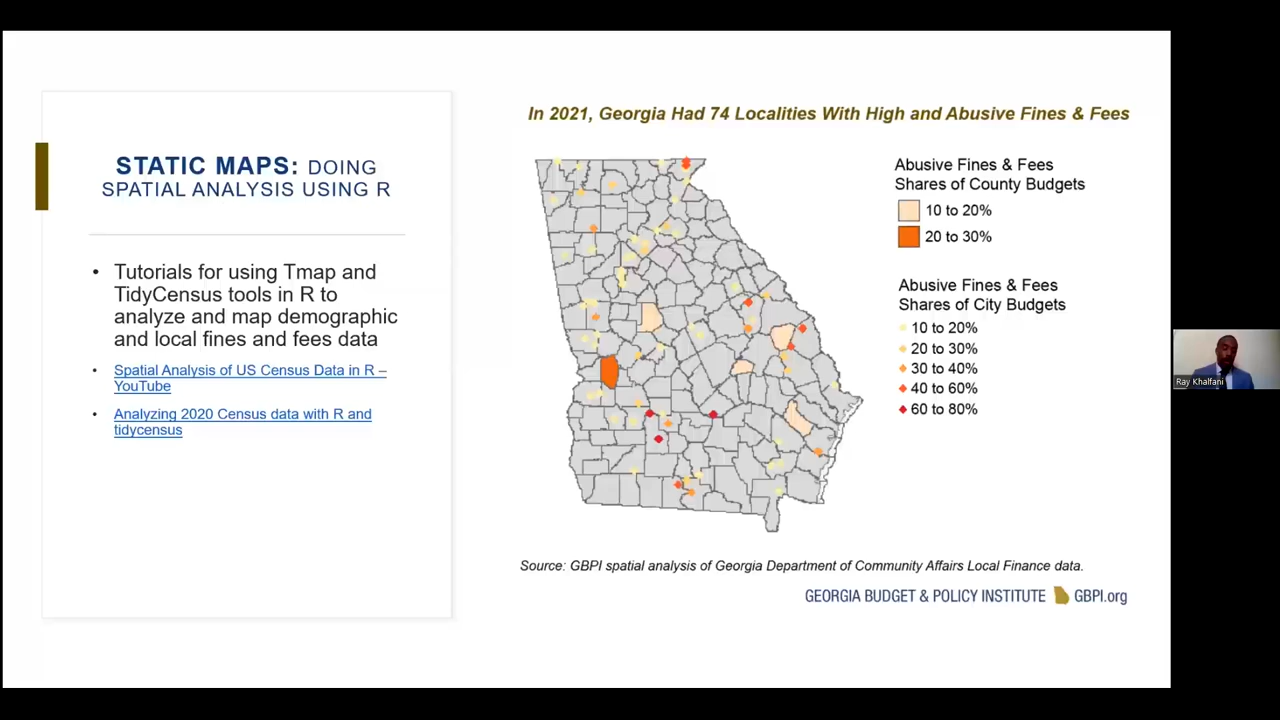 STATIC MAPS: DOING
SPATIAL ANALYSIS USING R
• Tutorials for using Tmap and
TidyCensus tools in R to
analyze and map demographic
and local fines and fees data
• Spatial Analysis of US Census Data in R –
YouTube
• Analyzing 2020 Census data with R and
tidycensus
In 2021, Georgia Had 74 Localities With High and Abusive Fines & Fees
Abusive Fines & Fees
Shares of County Budgets
10 to 20%
20 to 30%
Abusive Fines & Fees
Shares of City Budgets
10 to 20%
20 to 30%
30 to 40%
40 to 60%
60 to 80%
Source: GBPI spatial analysis of Georgia Department of Community Affairs Local Finance data.
GEORGIA BUDGET & POLICY INSTITUTE GBPI.org
Ray Khalfani